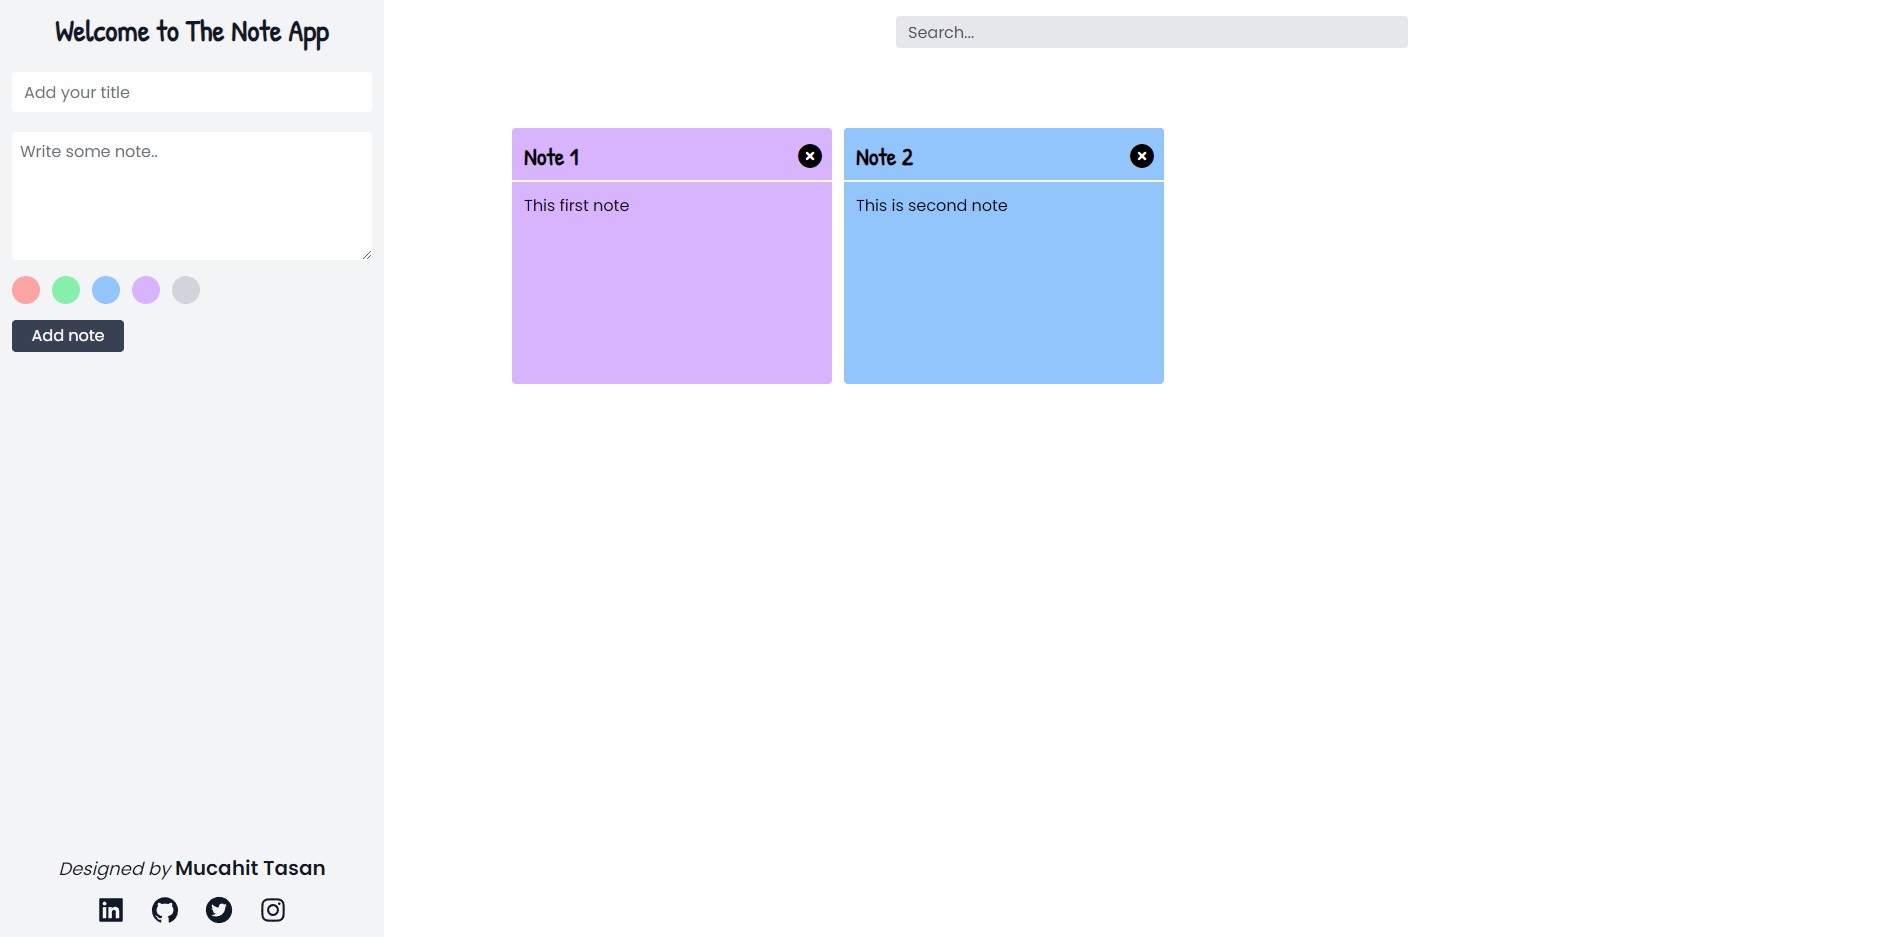 Welcome to The Note App
Add your title
Write some note..
Add note
Designed by Mucahit Tasan
Search...
Note 1
This first note
Note 2
This is second note